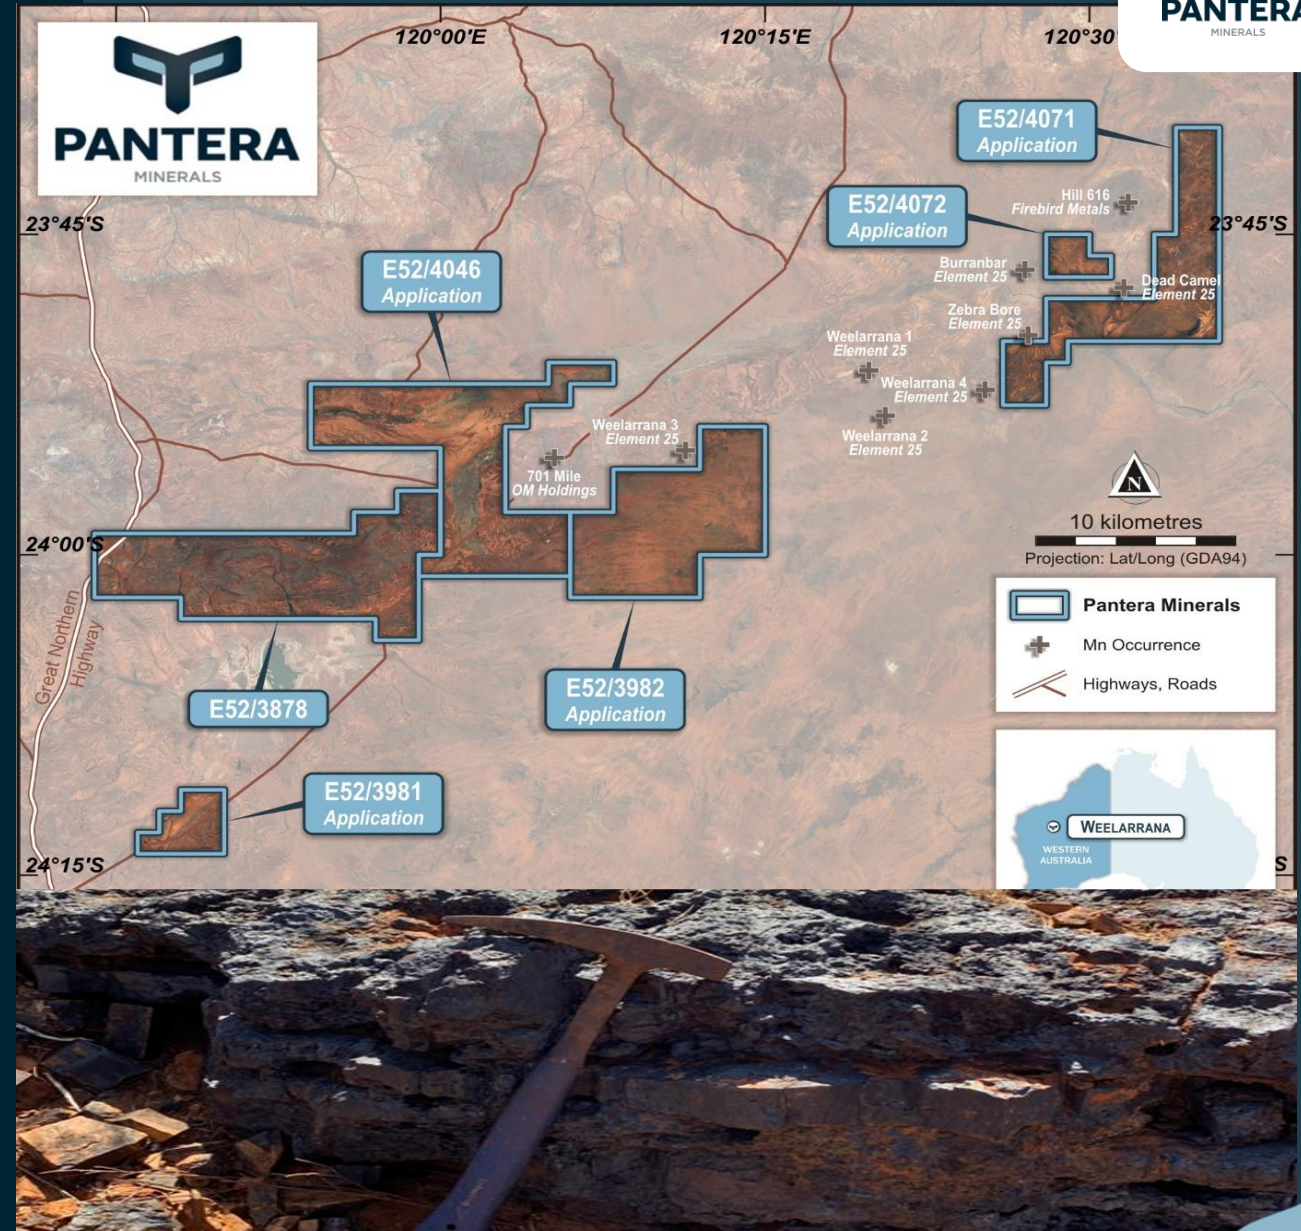 PANTERA
MINERALS
PANTERA
MINERALS
120°00'E
120°15'E
120°30'
E52/4071
Application
Hill 616
Firebird Metals
E52/4072
Application
23°45'S
23°45'S
E52/4046
Application
Burranbar
Element 25
Dead Camel
Element 25
Zebra Bore
Element 25
Weelarrana 1
Element 25
Weelarrana 4
Element 25
Weelarrana 3
Element 25
Weelarrana 2
Element 25
701 Mile
OM Holdings
N
10 kilometres
Projection: Lat/Long (GDA94)
24°00'S
Pantera Minerals
Mn Occurrence
Highways, Roads
Great Northern
Highway
E52/3878
E52/3982
Application
E52/3981
Application
WEELARRANA
WESTERN
AUSTRALIA
24°15'S
S